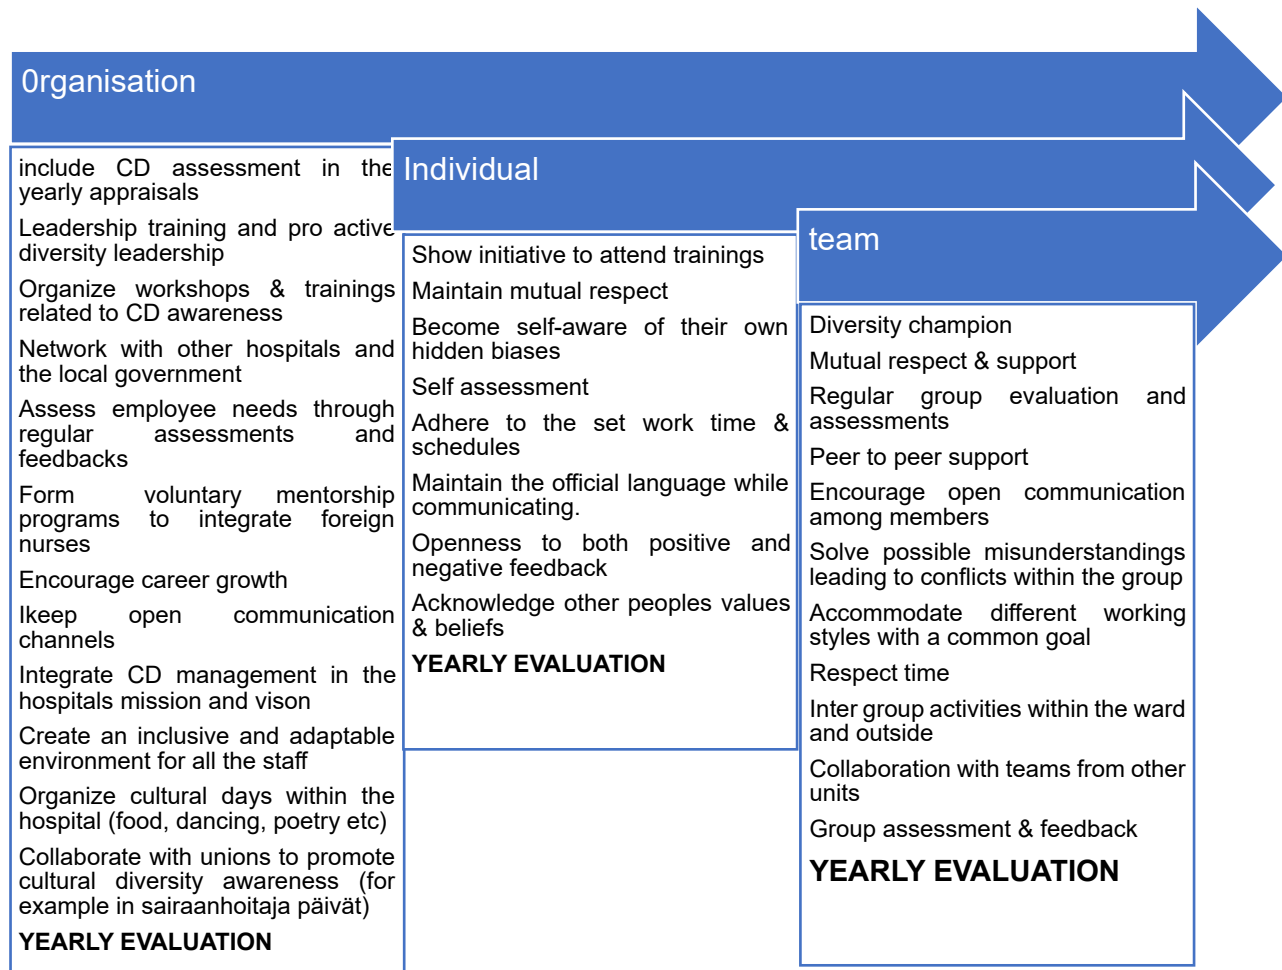 0rganisation
include CD assessment in the
yearly appraisals
Leadership training and pro active
diversity leadership
Organize workshops & trainings
related to CD awareness
Network with other hospitals and
the local government
Assess employee needs through
regular assessments and
feedbacks
Form voluntary mentorship
programs to integrate foreign
nurses
Encourage career growth
Ikeep open communication
channels
Integrate CD management in the
hospitals mission and vison
Create an inclusive and adaptable
environment for all the staff
Organize cultural days within the
hospital (food, dancing, poetry etc)
Collaborate with unions to promote
cultural diversity awareness (for
example in sairaanhoitaja päivät)
YEARLY EVALUATION
Individual
Show initiative to attend trainings
Maintain mutual respect
Become self-aware of their own
hidden biases
Self assessment
Adhere to the set work time &
schedules
Maintain the official language while
communicating.
Openness to both positive and
negative feedback
Acknowledge other peoples values
& beliefs
YEARLY EVALUATION
team
Diversity champion
Mutual respect & support
Regular group evaluation and
assessments
Peer to peer support
Encourage open communication
among members
Solve possible misunderstandings
leading to conflicts within the group
Accommodate different working
styles with a common goal
Respect time
Inter group activities within the ward
and outside
Collaboration with teams from other
units
Group assessment & feedback
YEARLY EVALUATION